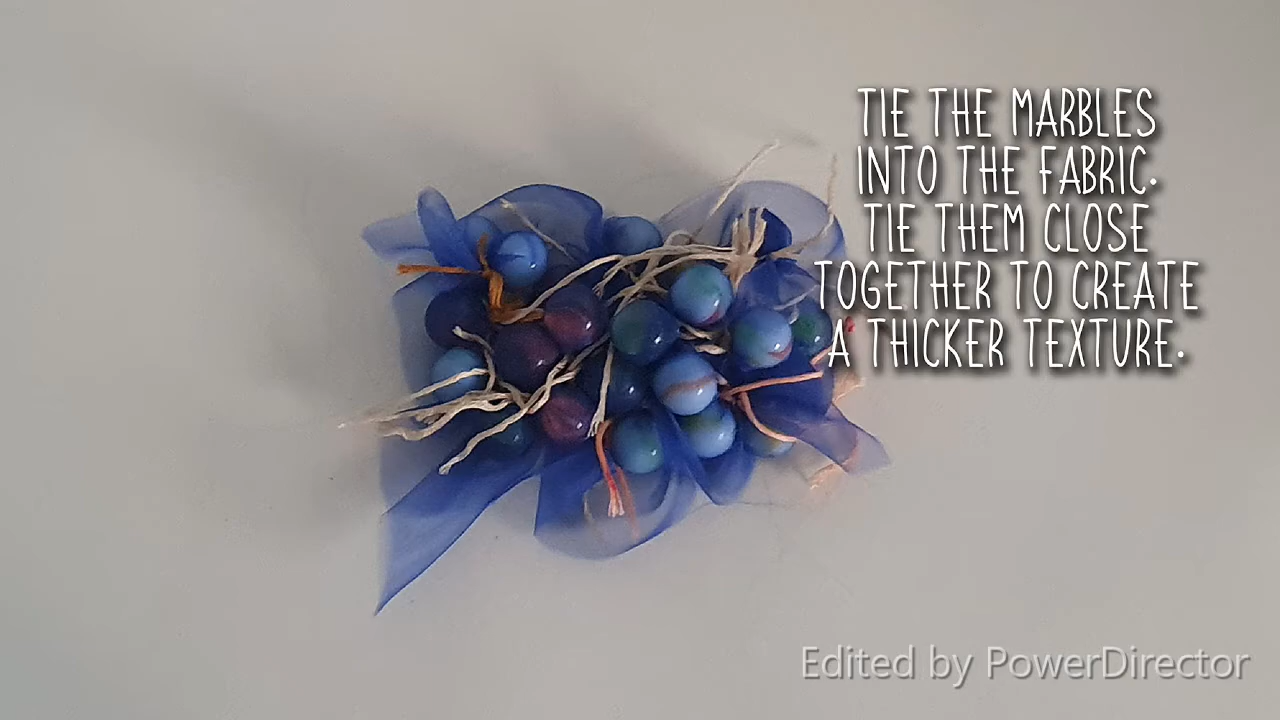 TIE THE MARBLES
INTO THE FABRIC.
TIE THEM CLOSE
TOGETHER TO CREATE
A THICKER TEXTURE.
Edited by PowerDirector